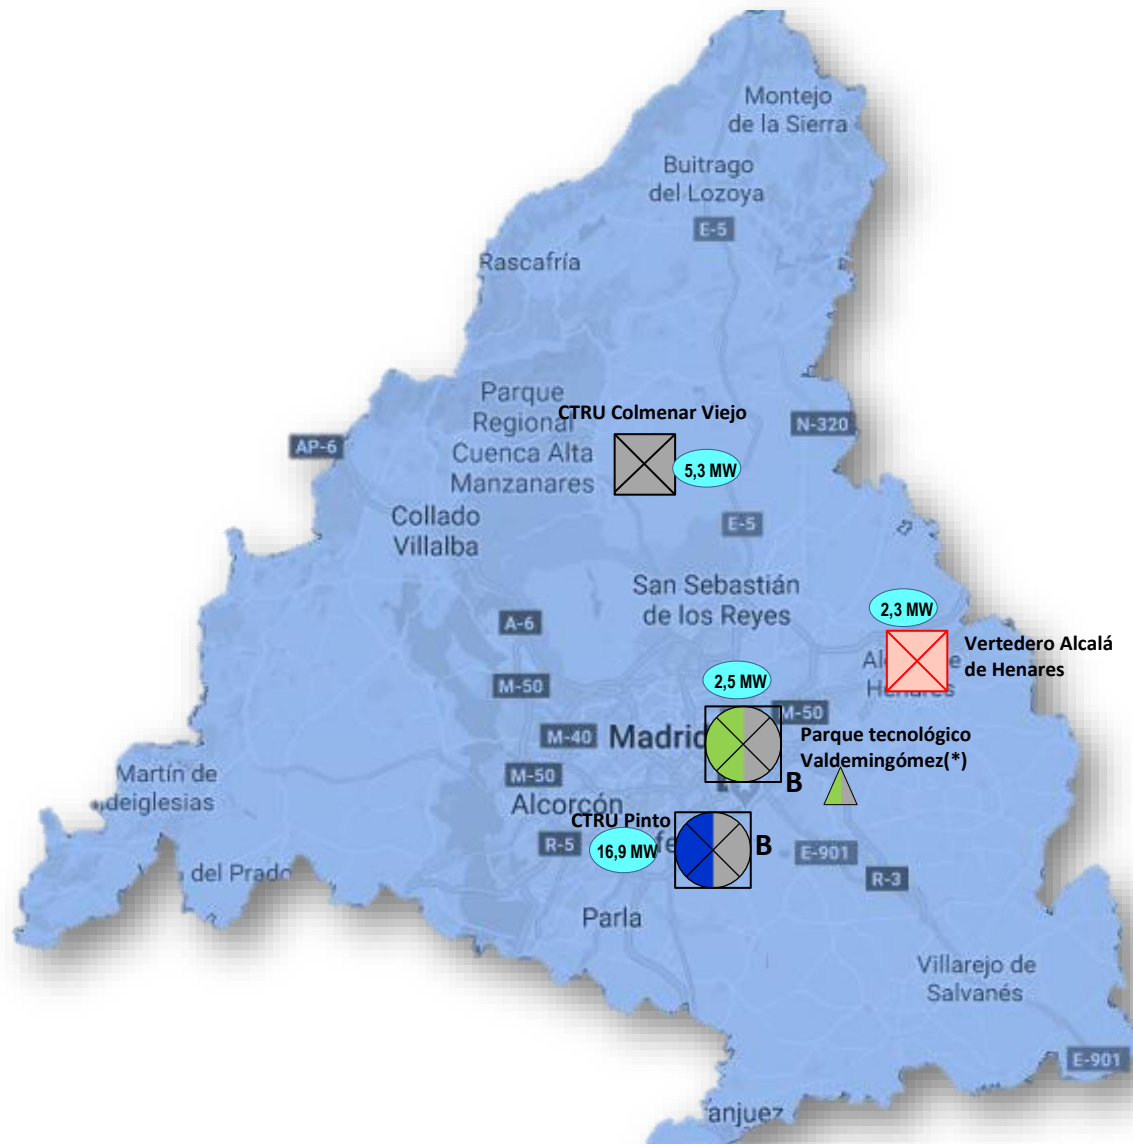 Montejo
de la Sierra
Buitrago
del Lozoya
E-5
Rascafría
Parque
Regional
Cuenca Alta
Manzanares
CTRU Colmenar Viejo
N-320
AP-6
5,3 MW
Collado
Villalba
E-5
San Sebastián
de los Reyes
2,3 MW
A-6
Vertedero Alcalá
de Henares
M-50
2,5 MW
M-50
M-40
Madrid
Parque tecnológico
Valdemingómez(*)
B
Martín de
deiglesias
M-50
Alcorcón
CTRU Pinto
R-5
16,9 MW
fe
B
E-901
del Prado
R-3
Parla
Villarejo de
Salvanés
E-901
anjuez